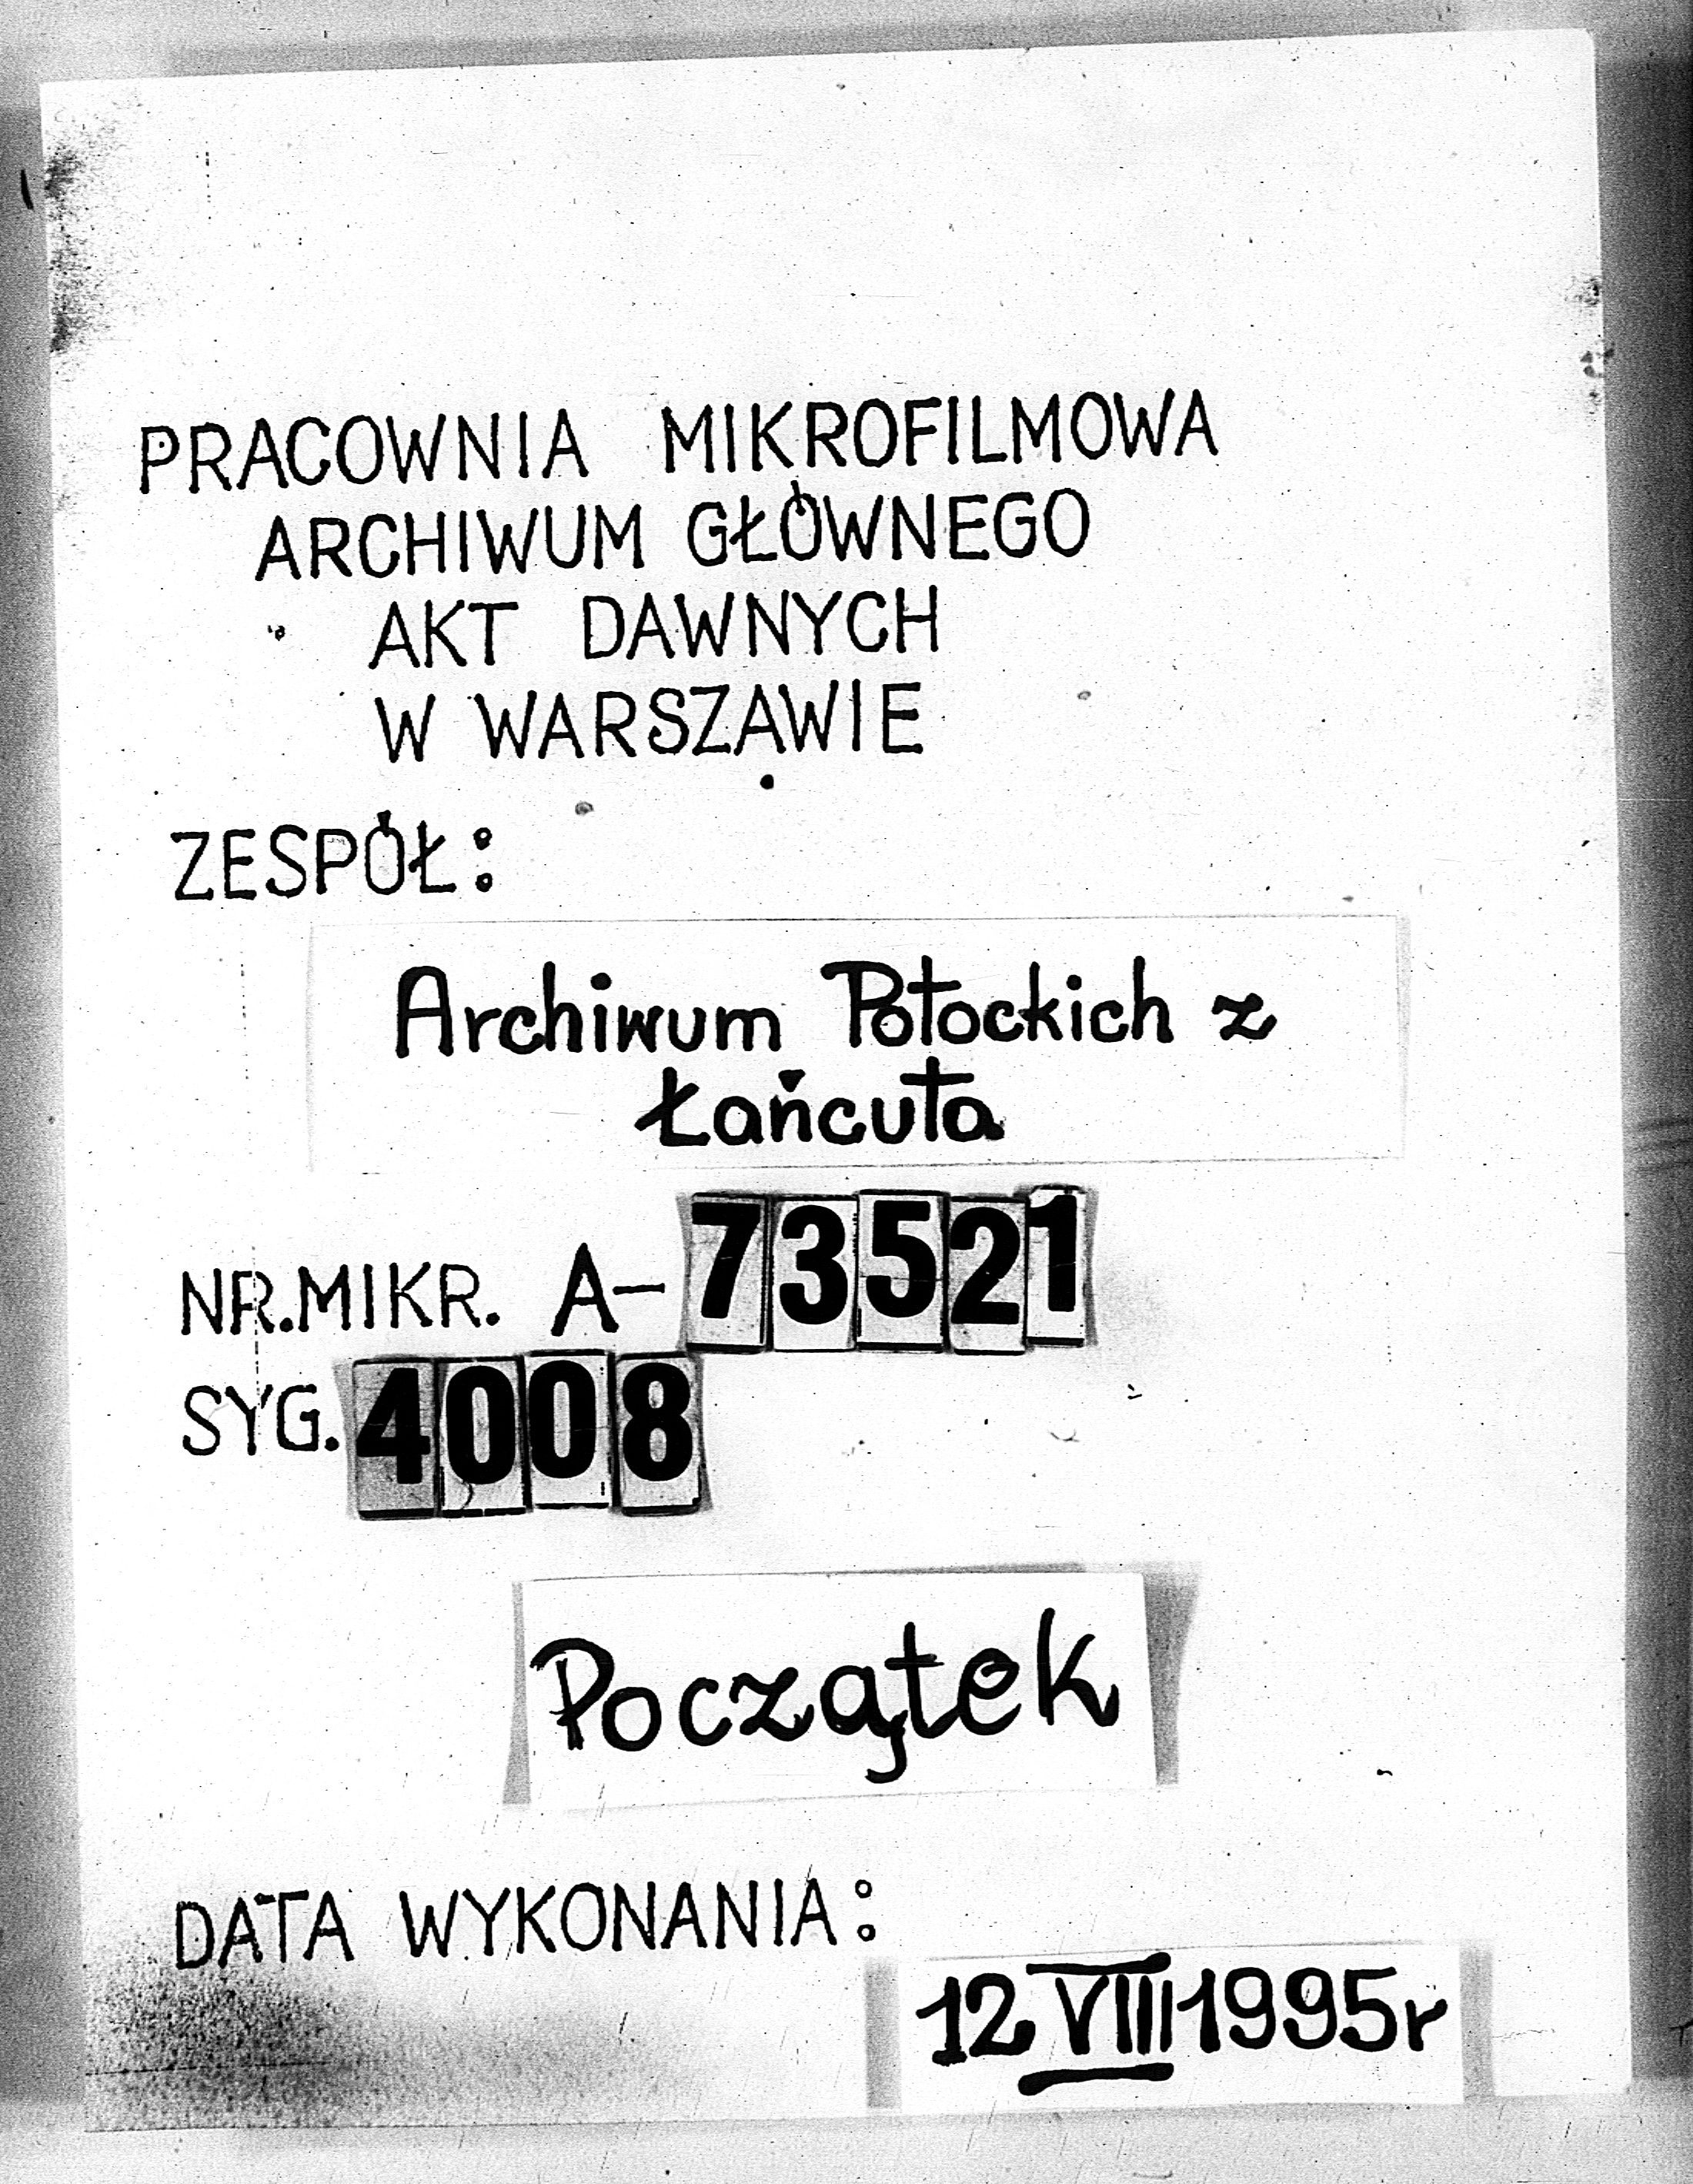 PRACOWNIA MIKROFILMOWA
ARCHIWUM GŁÓWNEGO
AKT DAWNYCH
W WARSZAWIE
ZESPÓŁ:
Archiwum Potockich z
Łańcuta
NR.MIKR. A-73521
SYG. 4008
Początek
DATA WYKONANIA:
12 VIII 1995r